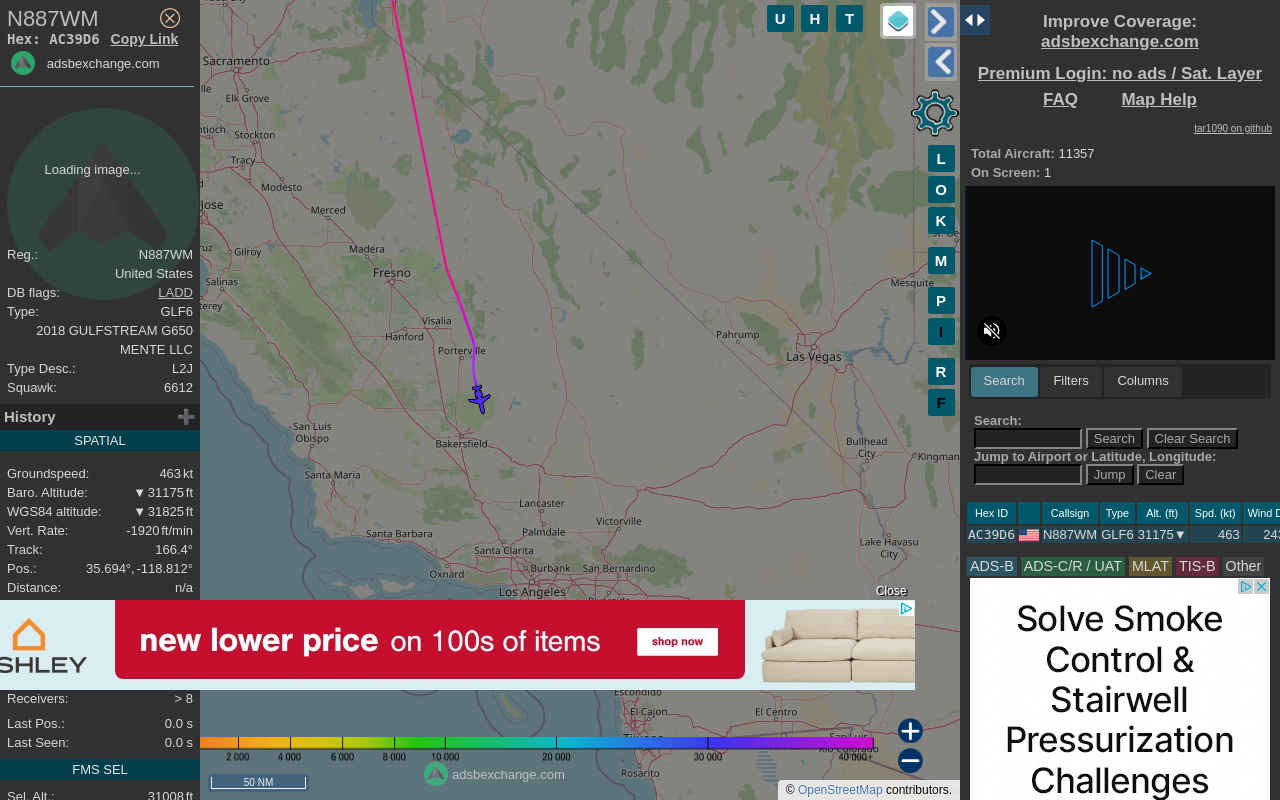 N887WM
Hex: AC39D6 Copy Link
adsbexchange.com
Loading image...
Reg.: N887WM
United States
DB flags: LADD
Type: GLF6
2018 GULFSTREAM G650
MENTE LLC
Type Desc.: L2J
Squawk: 6612
History
SPATIAL
Groundspeed: 463 kt
Baro. Altitude: ▼ 31175 ft
WGS84 altitude: ▼ 31825 ft
Vert. Rate: -1920 ft/min
Track: 166.4°
Pos.: 35.694°, -118.812°
Distance: n/a
Receivers: > 8
Last Pos.: 0.0 s
Last Seen: 0.0 s
FMS SEL
Sel. Alt.: 31008 ft
U H T
L
O
K
M
P
I
R
F
Sacramento
Elk Grove
Stockton
Tracy
Modesto
Jose
Merced
Gilroy
Madera
Salinas
Fresno
Mesquite
Visalia
Hanford
Porterville
Pahrump
Las Vegas
San Luis
Obispo
Bakersfield
Bullhead
City
Kingman
Santa Maria
Lancaster
Palmdale
Victorville
Santa Barbara
Lake Havasu
City
Santa Clarita
Oxnard
Burbank
San Bernardino
Los Angeles
Close
SHLEY
new lower price on 100s of items
shop now
Escondido
El Cajon
El Centro
Rosarito
2 000 4 000 6 000 8 000 10 000 20 000 30 000 40 000+
50 NM
adsbexchange.com
© OpenStreetMap contributors.
Improve Coverage:
adsbexchange.com
Premium Login: no ads / Sat. Layer
FAQ Map Help
tar1090 on github
Total Aircraft: 11357
On Screen: 1
Search Filters Columns
Search:
Search Clear Search
Jump to Airport or Latitude, Longitude:
Jump Clear
Hex ID Callsign Type Alt. (ft) Spd. (kt) Wind D
AC39D6 N887WM GLF6 31175▼ 463 243
ADS-B ADS-C/R / UAT MLAT TIS-B Other
Solve Smoke
Control &
Stairwell
Pressurization
Challenges